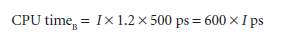 CPU time_B = I × 1.2 × 500 ps = 600 × I ps